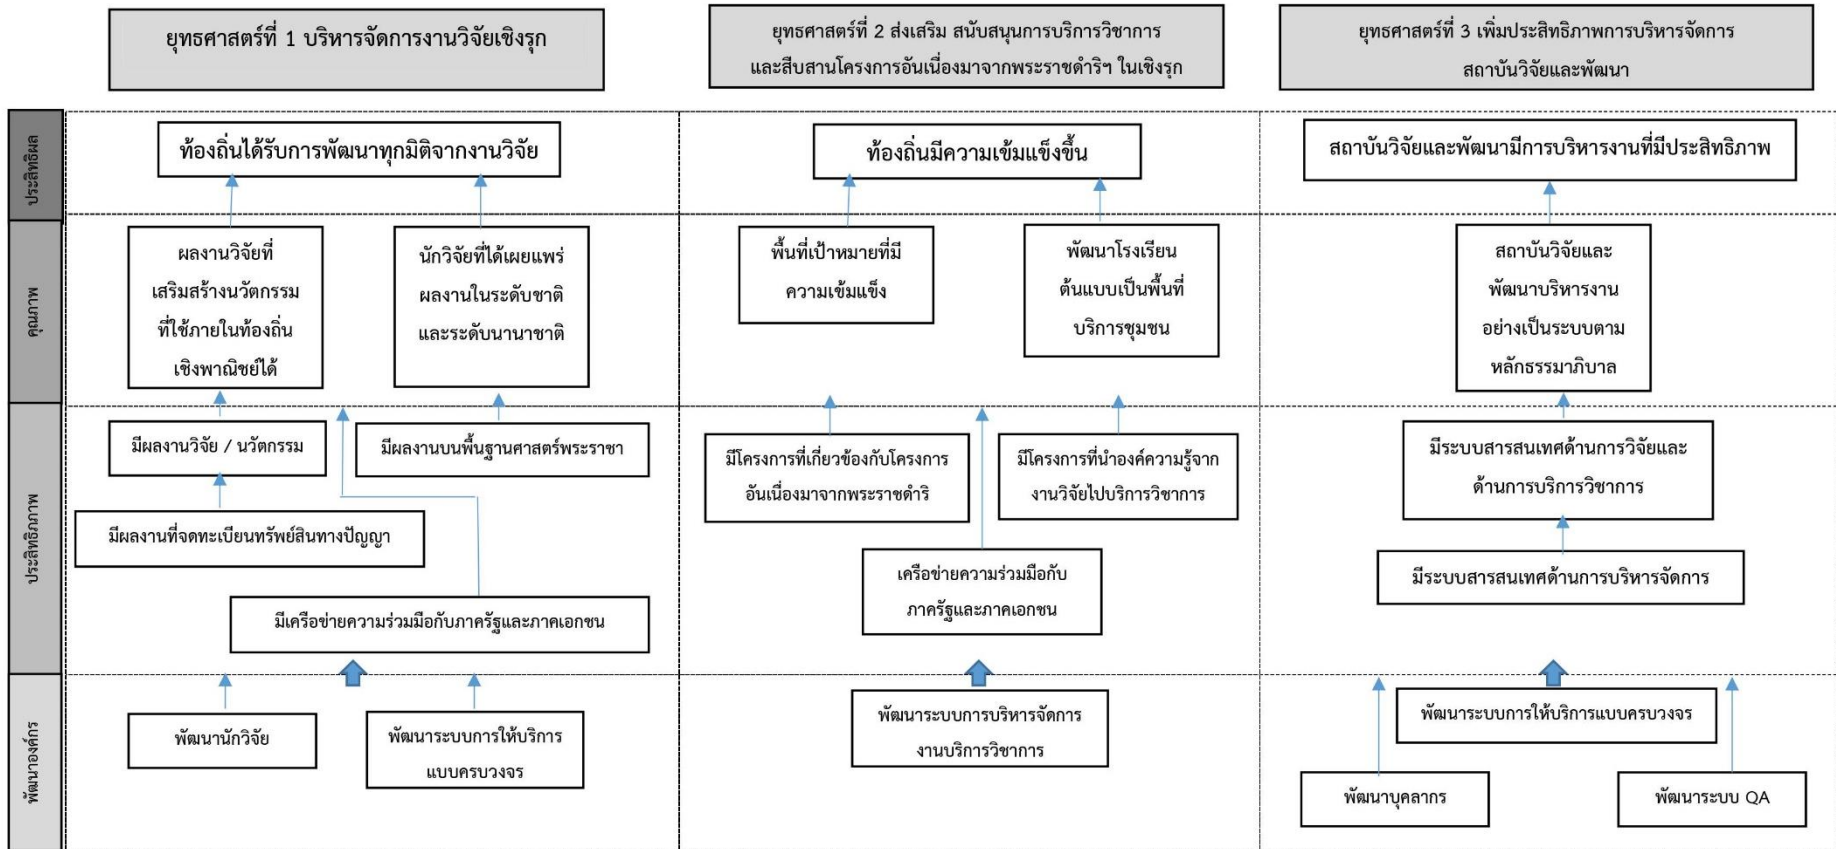 ยุทธศาสตร์ที่ 1 บริหารจัดการงานวิจัยเชิงรุก
ยุทธศาสตร์ที่ 2 ส่งเสริม สนับสนุนการบริการวิชาการ
และสืบสานโครงการอันเนื่องมาจากพระราชดำริฯ ในเชิงรุก
ยุทธศาสตร์ที่ 3 เพิ่มประสิทธิภาพการบริหารจัดการ
สถาบันวิจัยและพัฒนา
ประสิทธิผล
ท้องถิ่นได้รับการพัฒนาทุกมิติจากงานวิจัย
ท้องถิ่นมีความเข้มแข็งขึ้น
สถาบันวิจัยและพัฒนามีการบริหารงานที่มีประสิทธิภาพ
คุณภาพ
ผลงานวิจัยที่
เสริมสร้างนวัตกรรม
ที่ใช้ภายในท้องถิ่น
เชิงพาณิชย์ได้
นักวิจัยที่ได้เผยแพร่
ผลงานในระดับชาติ
และระดับนานาชาติ
พื้นที่เป้าหมายที่มี
ความเข้มแข็ง
พัฒนาโรงเรียน
ต้นแบบเป็นพื้นที่
บริการชุมชน
สถาบันวิจัยและ
พัฒนาบริหารงาน
อย่างเป็นระบบตาม
หลักธรรมาภิบาล
ประสิทธิภาพ
มีผลงานวิจัย / นวัตกรรม
มีผลงานบนพื้นฐานศาสตร์พระราชา
มีผลงานที่จดทะเบียนทรัพย์สินทางปัญญา
มีเครือข่ายความร่วมมือกับภาครัฐและภาคเอกชน
มีโครงการที่เกี่ยวข้องกับโครงการ
อันเนื่องมาจากพระราชดำริ
มีโครงการที่นำองค์ความรู้จาก
งานวิจัยไปบริการวิชาการ
เครือข่ายความร่วมมือกับ
ภาครัฐและภาคเอกชน
มีระบบสารสนเทศด้านการวิจัยและ
ด้านการบริการวิชาการ
มีระบบสารสนเทศด้านการบริหารจัดการ
พัฒนาองค์กร
พัฒนานักวิจัย
พัฒนาระบบการให้บริการ
แบบครบวงจร
พัฒนาระบบการบริหารจัดการ
งานบริการวิชาการ
พัฒนาระบบการให้บริการแบบครบวงจร
พัฒนาบุคลากร
พัฒนาระบบ QA